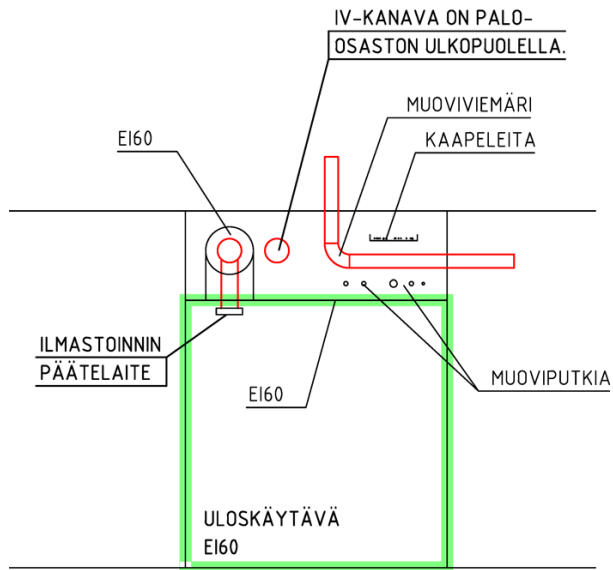 IV-KANAVA ON PALO-
OSASTON ULKOPUOLELLA.
MUOVIVIEMÄRI
EI60
KAAPELEITA
ILMASTOINNIN
PÄÄTELAITE
EI60
MUOVIPUTKIA
ULOSKÄYTÄVÄ
EI60